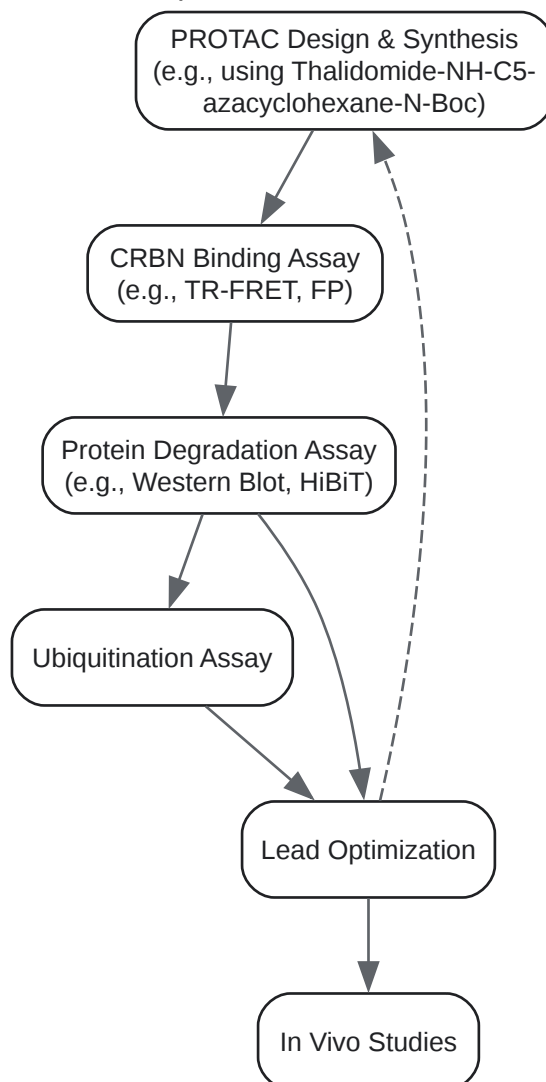 PROTAC Design & Synthesis
(e.g., using Thalidomide-NH-C5-
azacyclohexane-N-Boc)
CRBN Binding Assay
(e.g., TR-FRET, FP)
Protein Degradation Assay
(e.g., Western Blot, HiBiT)
Ubiquitination Assay
Lead Optimization
In Vivo Studies